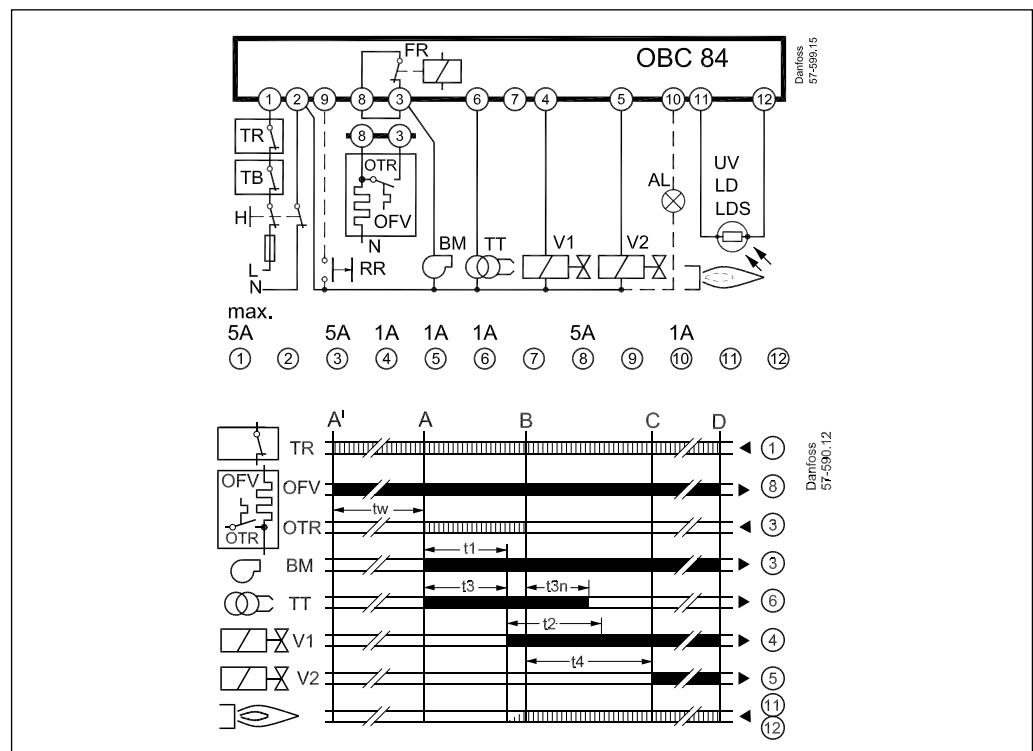 FR
OBC 84
Danfoss
57-599.15
1 2 9 8 3 6 7 4 5 10 11 12
TR
8 3
TB
OTR
UV
LD
LDS
AL
H
OFV
N
BM TT V1 V2
RR
L
N
max.
5A 5A 1A 1A 1A 5A 1A
1 2 3 4 5 6 7 8 9 10 11 12
A' A B C D
TR 1
Danfoss
57-590.12
OFV OFV 8
tw
OTR OTR 3
t1
BM 3
t3 t3n
TT 6
t2
V1 4
t4
V2 5
11
12